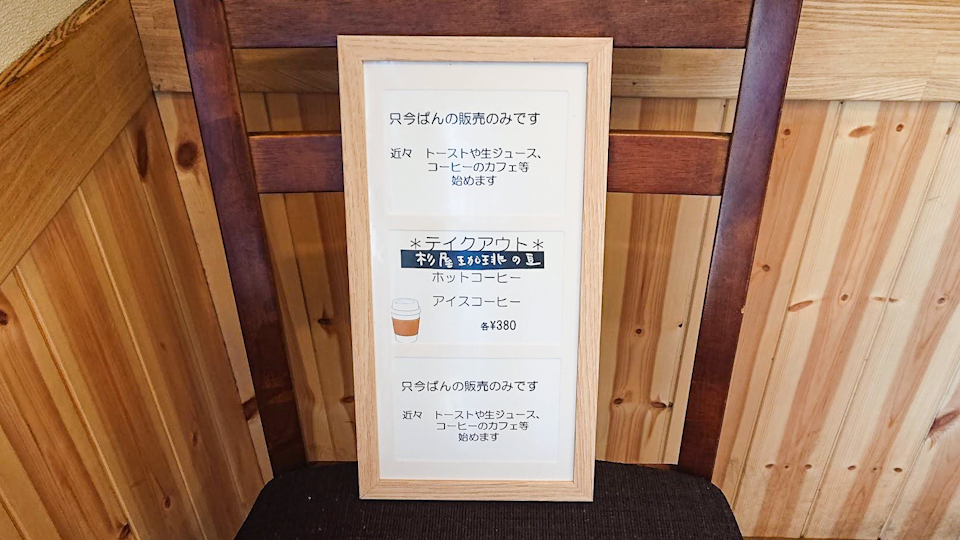 只今ぱんの販売のみです
近々 トーストや生ジュース、
コーヒーのカフェ等
始めます
*テイクアウト*
杉屋珈琲の豆
ホットコーヒー
アイスコーヒー
各¥380
只今ぱんの販売のみです
近々 トーストや生ジュース、
コーヒーのカフェ等
始めます